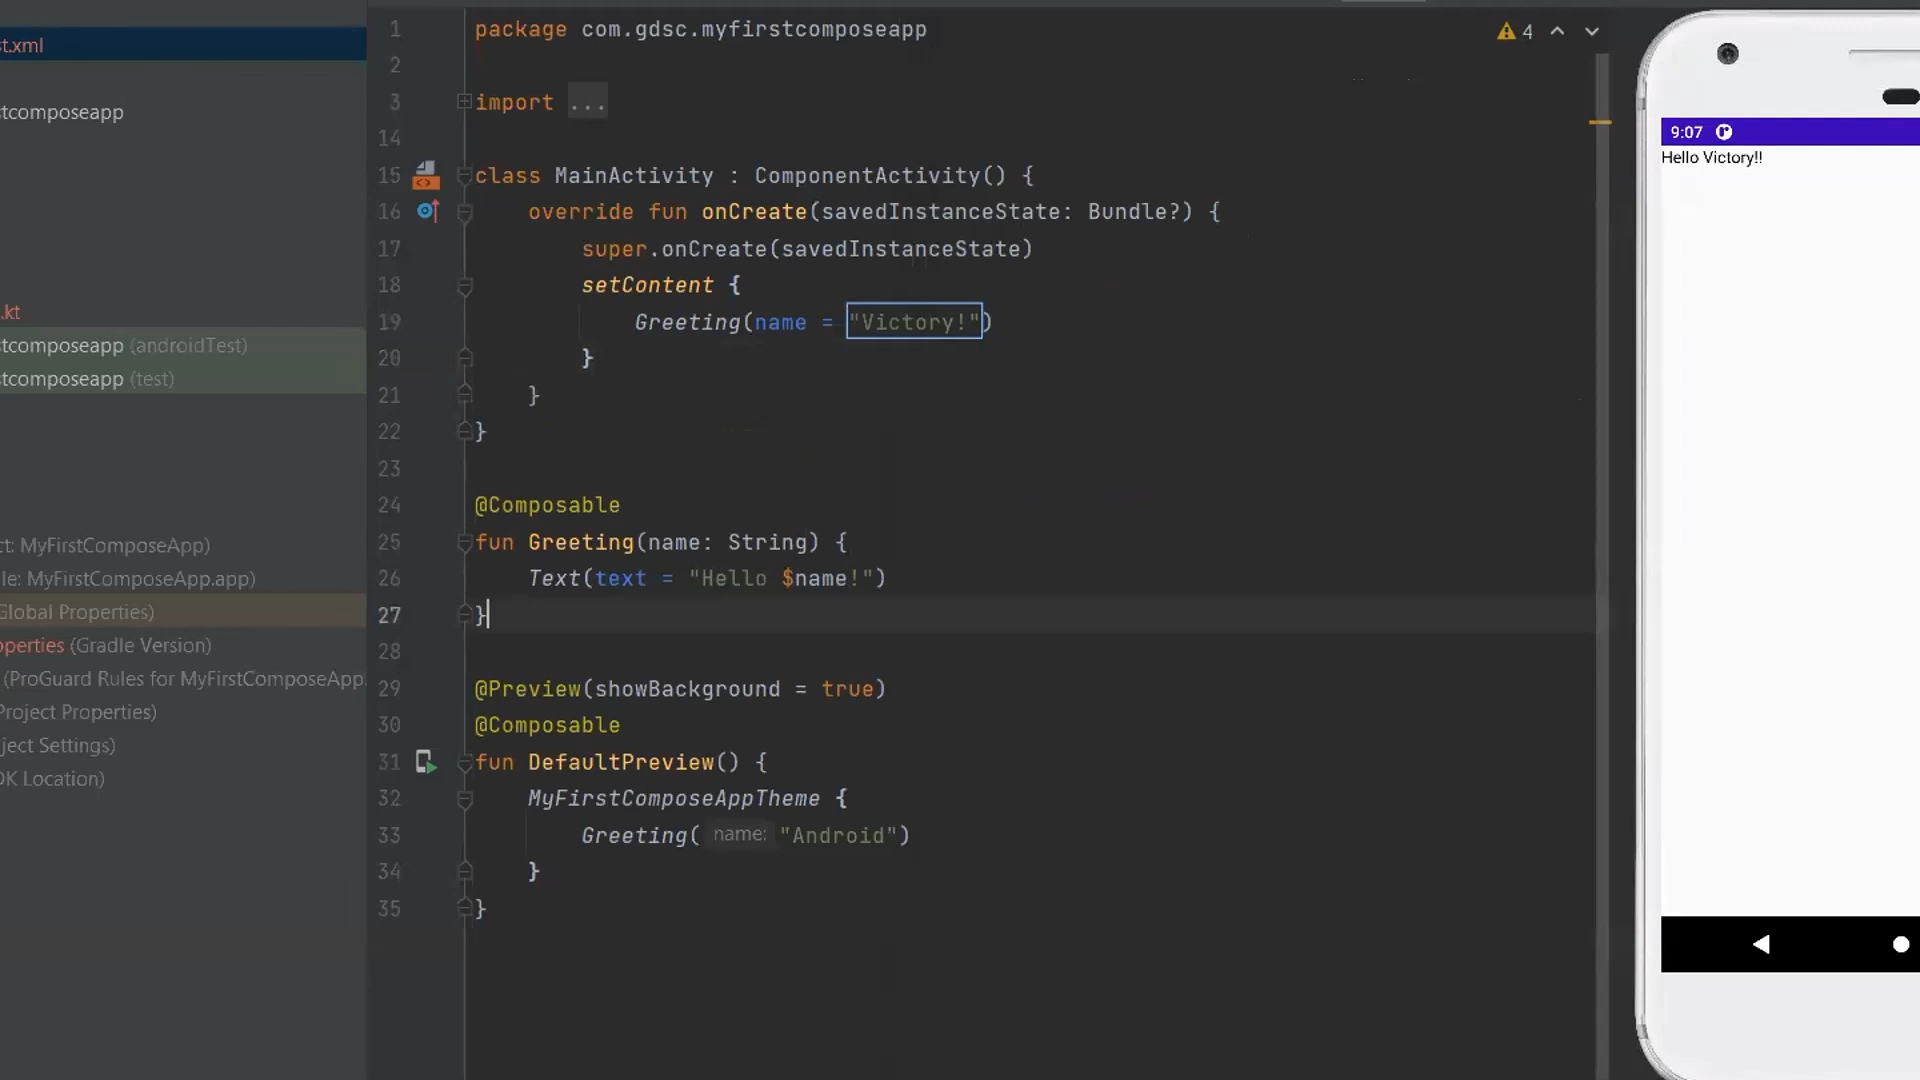 t.xml
tcomposeapp
.kt
tcomposeapp (androidTest)
tcomposeapp (test)
ct: MyFirstComposeApp)
le: MyFirstComposeApp.app)
Global Properties)
operties (Gradle Version)
(ProGuard Rules for MyFirstComposeApp.
Project Properties)
ject Settings)
DK Location)
1 package com.gdsc.myfirstcomposeapp
2
3 import ...
14
15 class MainActivity : ComponentActivity() {
16 override fun onCreate(savedInstanceState: Bundle?) {
17 super.onCreate(savedInstanceState)
18 setContent {
19 Greeting(name = "Victory!")
20 }
21 }
22 }
23
24 @Composable
25 fun Greeting(name: String) {
26 Text(text = "Hello $name!")
27 }
28
29 @Preview(showBackground = true)
30 @Composable
31 fun DefaultPreview() {
32 MyFirstComposeAppTheme {
33 Greeting( name: "Android")
34 }
35 }
4
9:07
Hello Victory!!